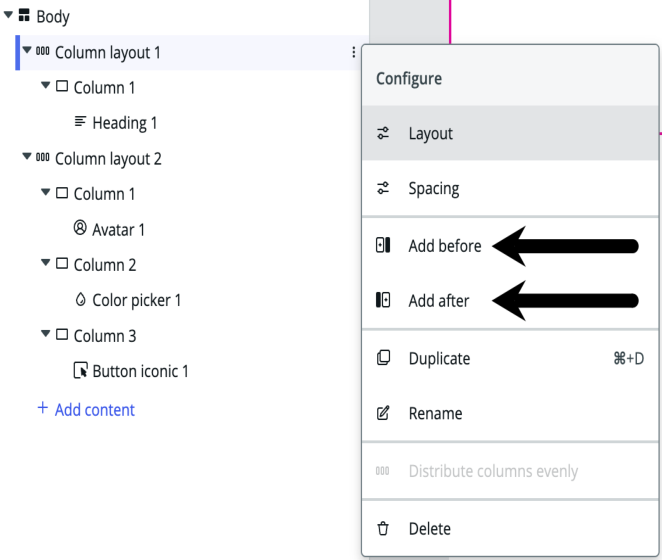 Body
Column layout 1
Column 1
Heading 1
Column layout 2
Column 1
Avatar 1
Column 2
Color picker 1
Column 3
Button iconic 1
+ Add content
Configure
Layout
Spacing
Add before
Add after
Duplicate ⌘+D
Rename
Distribute columns evenly
Delete